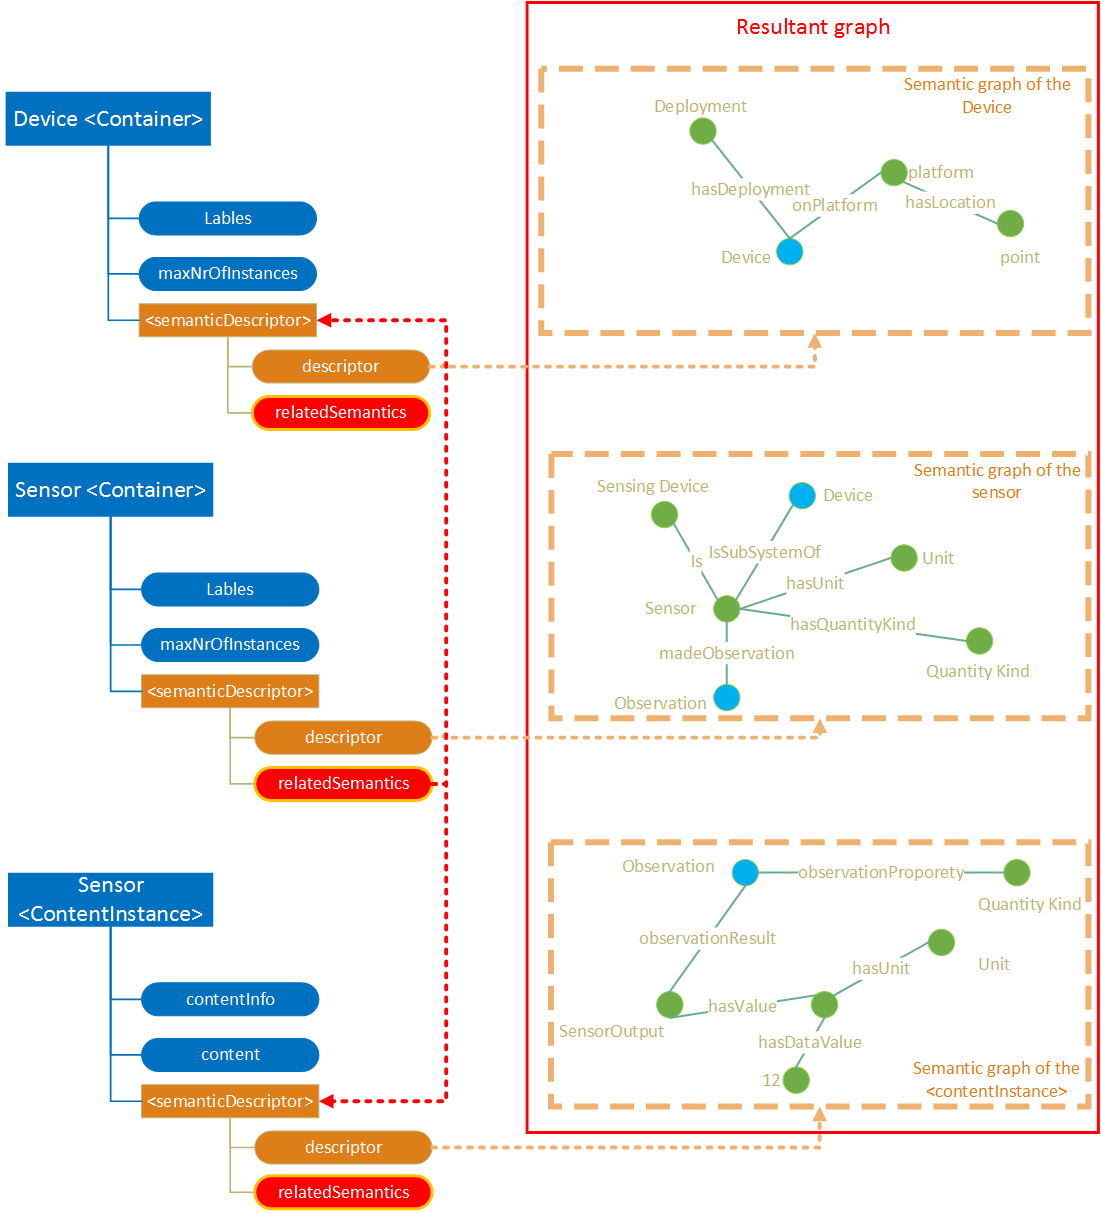 Resultant graph
Device <Container>
Lables
maxNrOfInstances
<semanticDescriptor>
descriptor
relatedSemantics
Semantic graph of the
Device
Deployment
hasDeployment
platform
onPlatform
hasLocation
Device
point
Sensor <Container>
Lables
maxNrOfInstances
<semanticDescriptor>
descriptor
relatedSemantics
Semantic graph of the
sensor
Sensing Device
Device
Is
IsSubSystemOf
Unit
hasUnit
Sensor
hasQuantityKind
madeObservation
Quantity Kind
Observation
Sensor
<ContentInstance>
contentInfo
content
<semanticDescriptor>
descriptor
relatedSemantics
Observation
observationProporety
Quantity Kind
observationResult
hasUnit
Unit
hasValue
SensorOutput
hasDataValue
12
Semantic graph of the
<contentInstance>